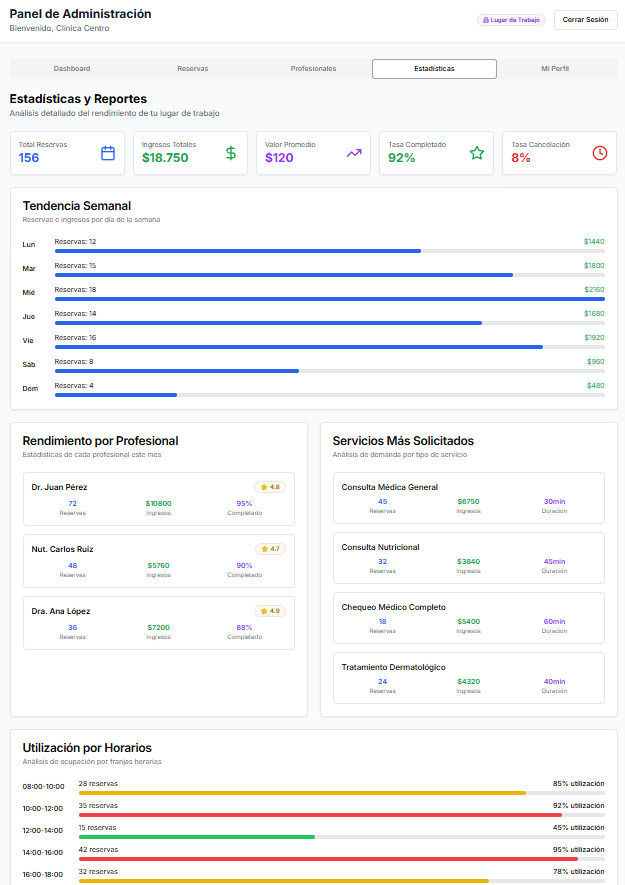 Panel de Administración
Bienvenido, Clínica Centro
Lugar de Trabajo
Cerrar Sesión
Dashboard
Reservas
Profesionales
Estadísticas
Mi Perfil
Estadísticas y Reportes
Análisis detallado del rendimiento de tu lugar de trabajo
Total Reservas
156
Ingresos Totales
$18.750
Valor Promedio
$120
Tasa Completado
92%
Tasa Cancelación
8%
Tendencia Semanal
Reservas e ingresos por día de la semana
Lun Reservas: 12 $1440
Mar Reservas: 15 $1800
Mié Reservas: 18 $2160
Jue Reservas: 14 $1680
Vie Reservas: 16 $1920
Sáb Reservas: 8 $960
Dom Reservas: 4 $480
Rendimiento por Profesional
Estadísticas de cada profesional este mes
Dr. Juan Pérez 4.8
72 $10800 95%
Reservas Ingresos Completado
Nut. Carlos Ruiz 4.7
48 $5760 90%
Reservas Ingresos Completado
Dra. Ana López 4.9
36 $7200 88%
Reservas Ingresos Completado
Servicios Más Solicitados
Análisis de demanda por tipo de servicio
Consulta Médica General
45 $6750 30min
Reservas Ingresos Duración
Consulta Nutricional
32 $3840 45min
Reservas Ingresos Duración
Chequeo Médico Completo
18 $5400 60min
Reservas Ingresos Duración
Tratamiento Dermatológico
24 $4320 40min
Reservas Ingresos Duración
Utilización por Horarios
Análisis de ocupación por franjas horarias
08:00-10:00 28 reservas 85% utilización
10:00-12:00 35 reservas 92% utilización
12:00-14:00 15 reservas 45% utilización
14:00-16:00 42 reservas 95% utilización
16:00-18:00 32 reservas 78% utilización